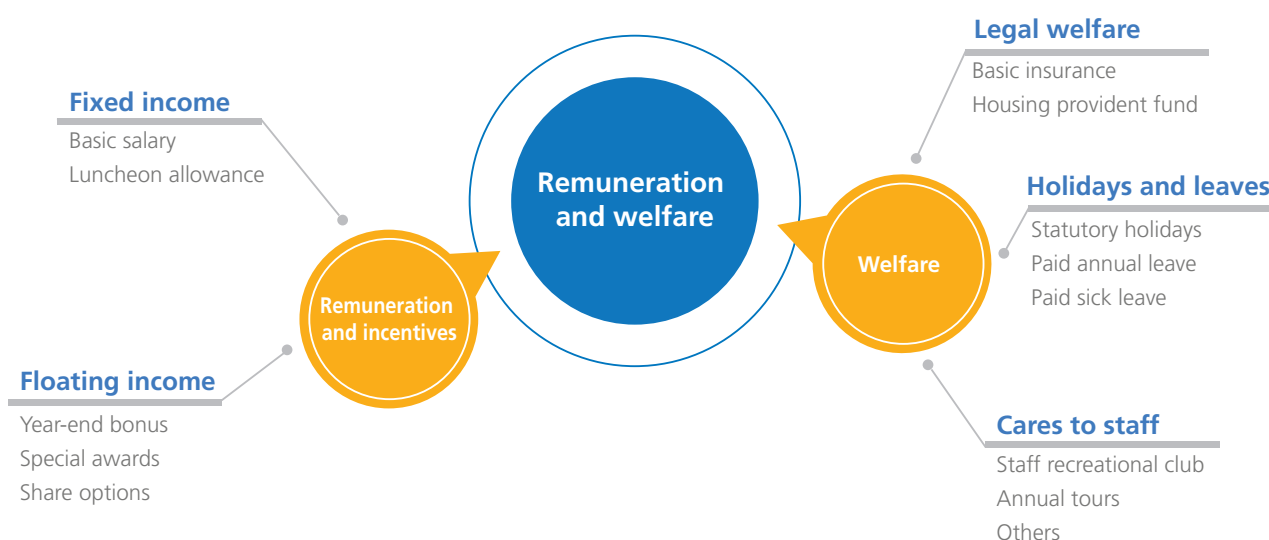 Remuneration
and welfare
Remuneration
and incentives
Fixed income
Basic salary
Luncheon allowance
Floating income
Year-end bonus
Special awards
Share options
Welfare
Legal welfare
Basic insurance
Housing provident fund
Holidays and leaves
Statutory holidays
Paid annual leave
Paid sick leave
Cares to staff
Staff recreational club
Annual tours
Others